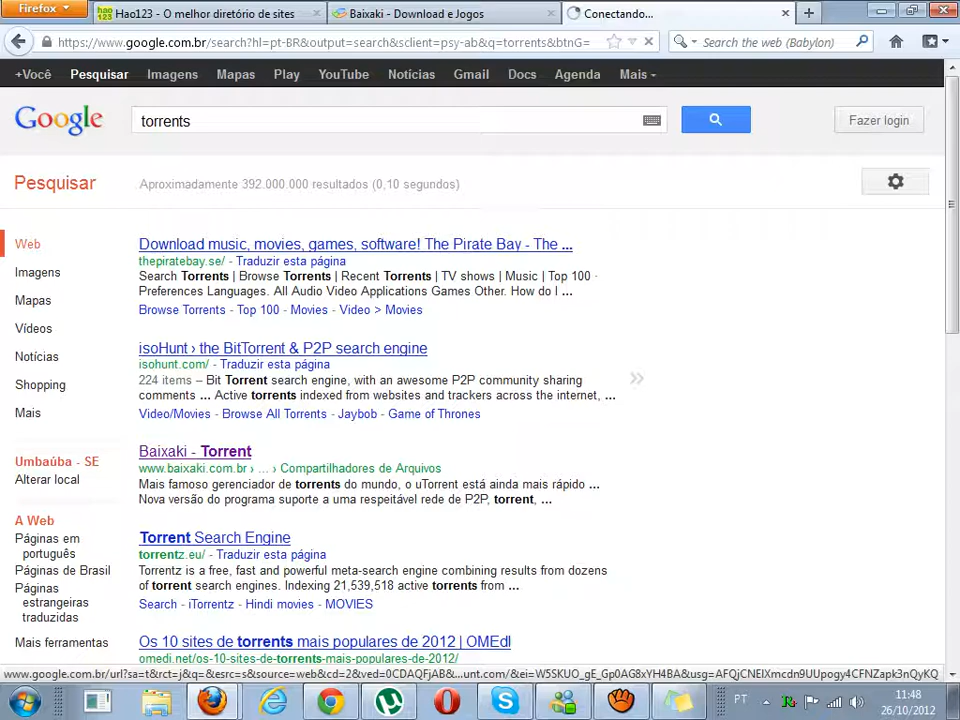 Firefox
Hao123 - O melhor diretório de sites
Baixaki - Download e Jogos
Conectando...
https://www.google.com.br/search?hl=pt-BR&output=search&sclient=psy-ab&q=torrents&btnG=
Search the web (Babylon)
+Você Pesquisar Imagens Mapas Play YouTube Notícias Gmail Docs Agenda Mais
Google
torrents
Fazer login
Pesquisar
Aproximadamente 392.000.000 resultados (0,10 segundos)
Web
Imagens
Mapas
Vídeos
Notícias
Shopping
Mais
Umbaúba - SE
Alterar local
A Web
Páginas em
português
Páginas de Brasil
Páginas
estrangeiras
traduzidas
Mais ferramentas
Download music, movies, games, software! The Pirate Bay - The ...
thepiratebay.se/ - Traduzir esta página
Search Torrents | Browse Torrents | Recent Torrents | TV shows | Music | Top 100 ·
Preferences Languages. All Audio Video Applications Games Other. How do I ...
Browse Torrents - Top 100 - Movies - Video > Movies
isoHunt › the BitTorrent & P2P search engine
isohunt.com/ - Traduzir esta página
224 items – Bit Torrent search engine, with an awesome P2P community sharing
comments ... Active torrents indexed from websites and trackers across the internet, ...
Video/Movies - Browse All Torrents - Jaybob - Game of Thrones
Baixaki - Torrent
www.baixaki.com.br › ... › Compartilhadores de Arquivos
Mais famoso gerenciador de torrents do mundo, o uTorrent está ainda mais rápido ...
Nova versão do programa suporte a uma respeitável rede de P2P, torrent, ...
Torrent Search Engine
torrentz.eu/ - Traduzir esta página
Torrentz is a free, fast and powerful meta-search engine combining results from dozens
of torrent search engines. Indexing 21,539,518 active torrents from ...
Search - iTorrentz - Hindi movies - MOVIES
Os 10 sites de torrents mais populares de 2012 | OMEdI
omedi.net/os-10-sites-de-torrents-mais-populares-de-2012/
PT
11:48
26/10/2012